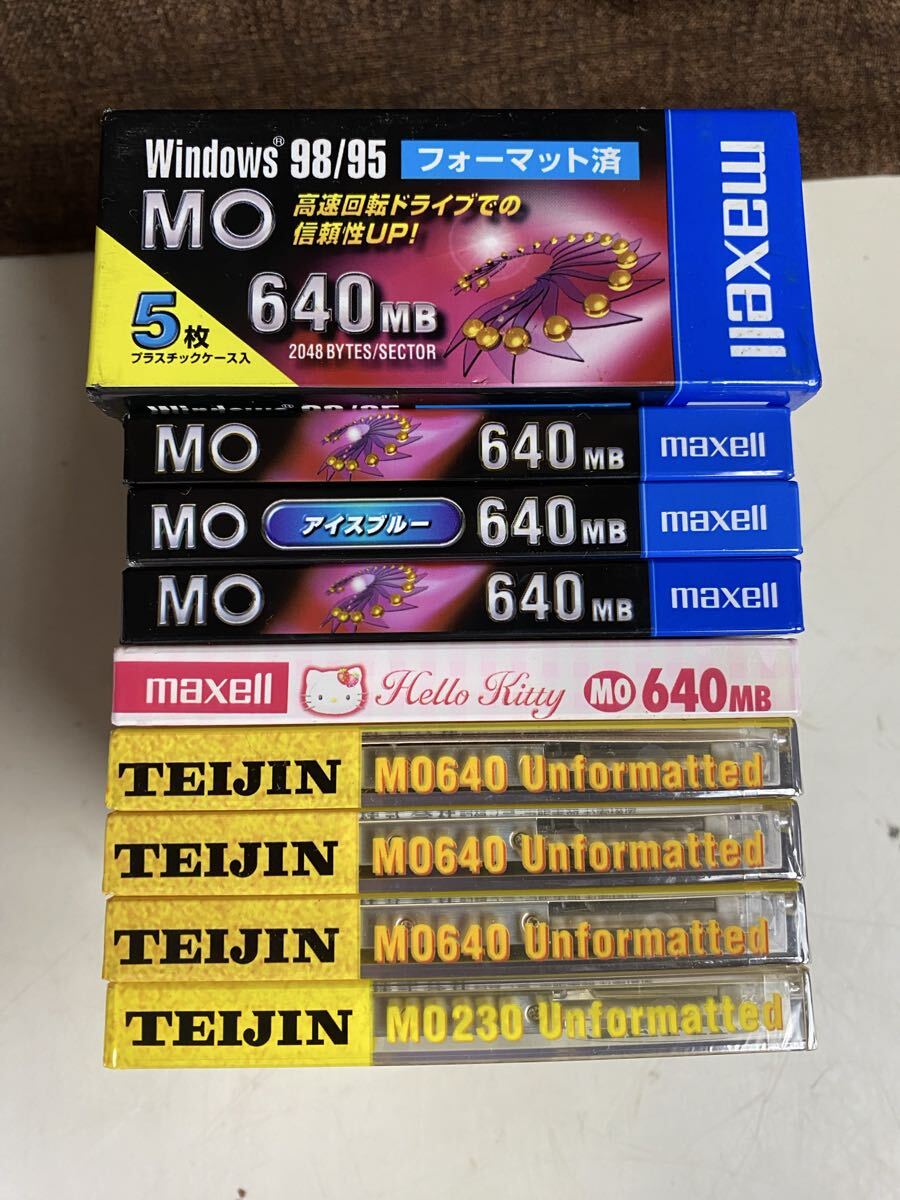 Windows® 98/95 フォーマット済
MO 高速回転ドライブでの
信頼性UP!
640MB
2048 BYTES/SECTOR
5枚
プラスチックケース入
maxell
Windows® 98/95
MO 640MB maxell
MO アイスブルー 640MB maxell
MO 640MB maxell
maxell Hello Kitty MO 640MB
TEIJIN MO640 Unformatted
TEIJIN MO640 Unformatted
TEIJIN MO640 Unformatted
TEIJIN MO230 Unformatted